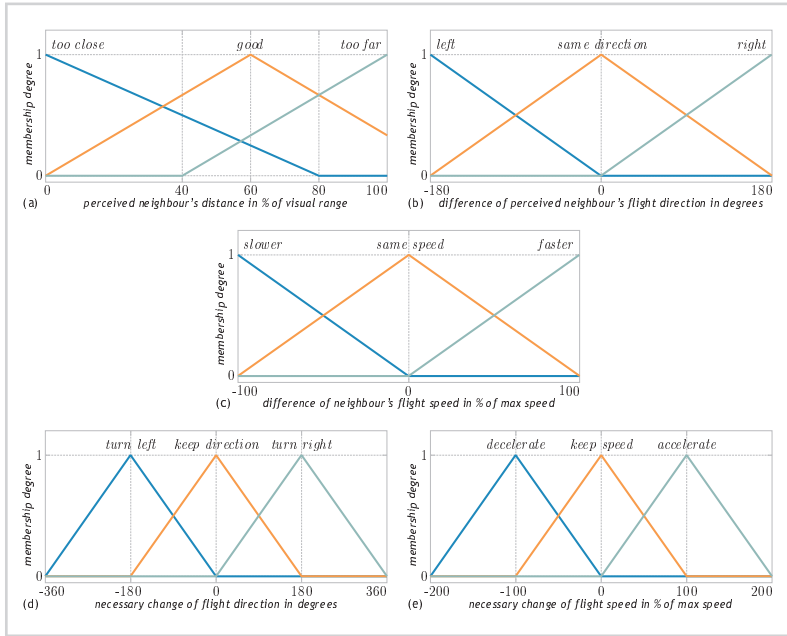 too close good too far
membership degree
1
0
0 40 60 80 100
(a) perceived neighbour's distance in % of visual range
left same direction right
membership degree
1
0
-180 0 180
(b) difference of perceived neighbour's flight direction in degrees
slower same speed faster
membership degree
1
0
-100 0 100
(c) difference of neighbour's flight speed in % of max speed
turn left keep direction turn right
membership degree
1
0
-360 -180 0 180 360
(d) necessary change of flight direction in degrees
decelerate keep speed accelerate
membership degree
1
0
-200 -100 0 100 200
(e) necessary change of flight speed in % of max speed